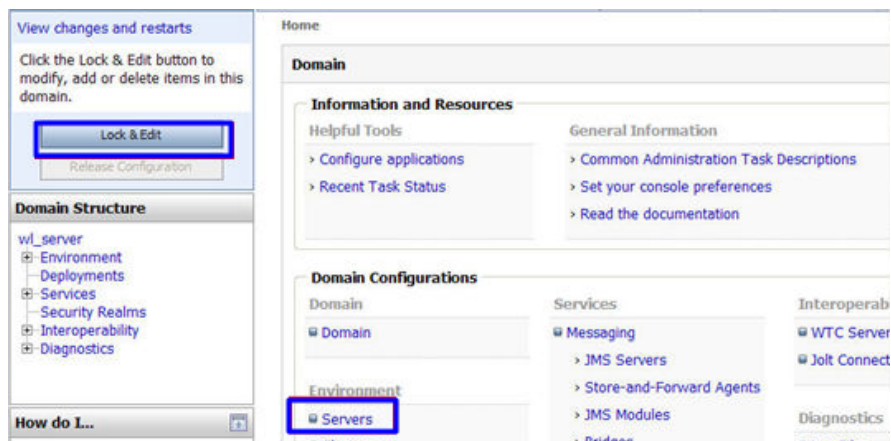 View changes and restarts
Click the Lock & Edit button to
modify, add or delete items in this
domain.
Lock & Edit
Release Configuration
Domain Structure
wl_server
Environment
Deployments
Services
Security Realms
Interoperability
Diagnostics
How do I...
Home
Domain
Information and Resources
Helpful Tools
Configure applications
Recent Task Status
General Information
Common Administration Task Descriptions
Set your console preferences
Read the documentation
Domain Configurations
Domain
Domain
Environment
Servers
Services
Messaging
JMS Servers
Store-and-Forward Agents
JMS Modules
Bridges
Interoperab
WTC Server
Jolt Connect
Diagnostics